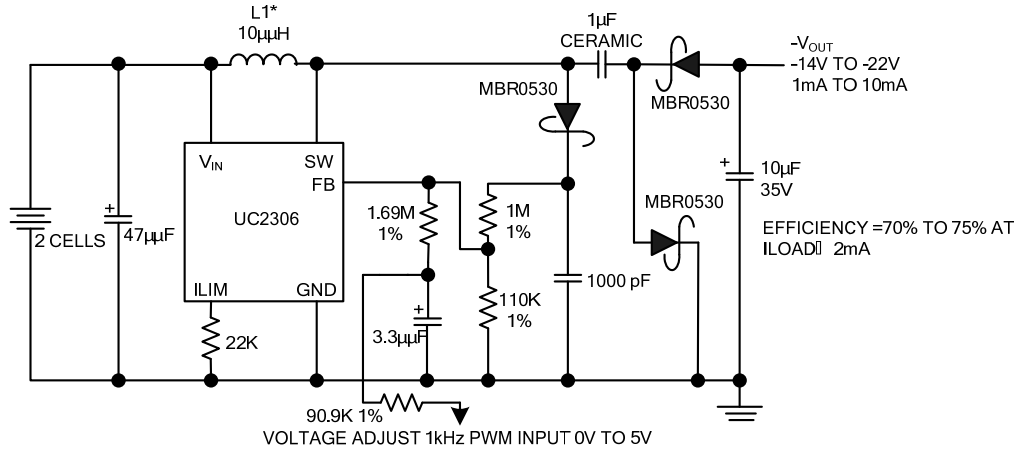 L1*
10µµH
1µF
CERAMIC
-VOUT
-14V TO -22V
1mA TO 10mA
MBR0530
MBR0530
VIN
SW
FB
UC2306
ILIM
GND
2 CELLS
47µµF
1.69M
1%
1M
1%
MBR0530
10µF
35V
EFFICIENCY =70% TO 75% AT
ILOAD▯ 2mA
1000 pF
110K
1%
22K
3.3µµF
90.9K 1%
VOLTAGE ADJUST 1kHz PWM INPUT 0V TO 5V